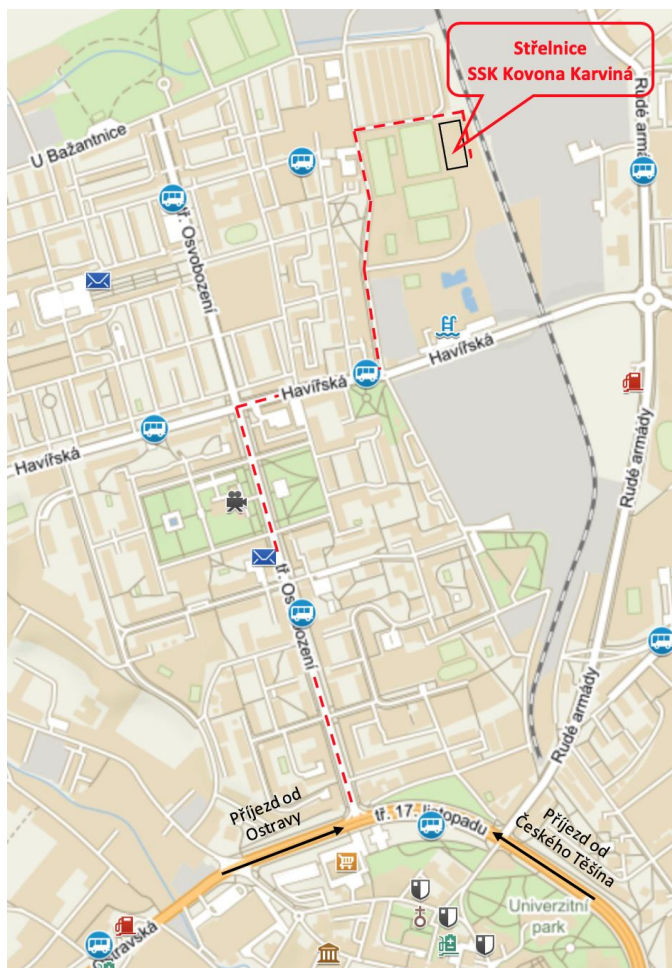 Střelnice
SSK Kovona Karviná
Rudé armády
U Bažantnice
tř. Osvobození
Havířská
Havířská
Havířská
Rudé armády
tř. Osvobození
Rudé armády
Příjezd od
Ostravy
tř. 17. listopadu
Příjezd od
Českého Těšína
Univerzitní
park
Ostravská